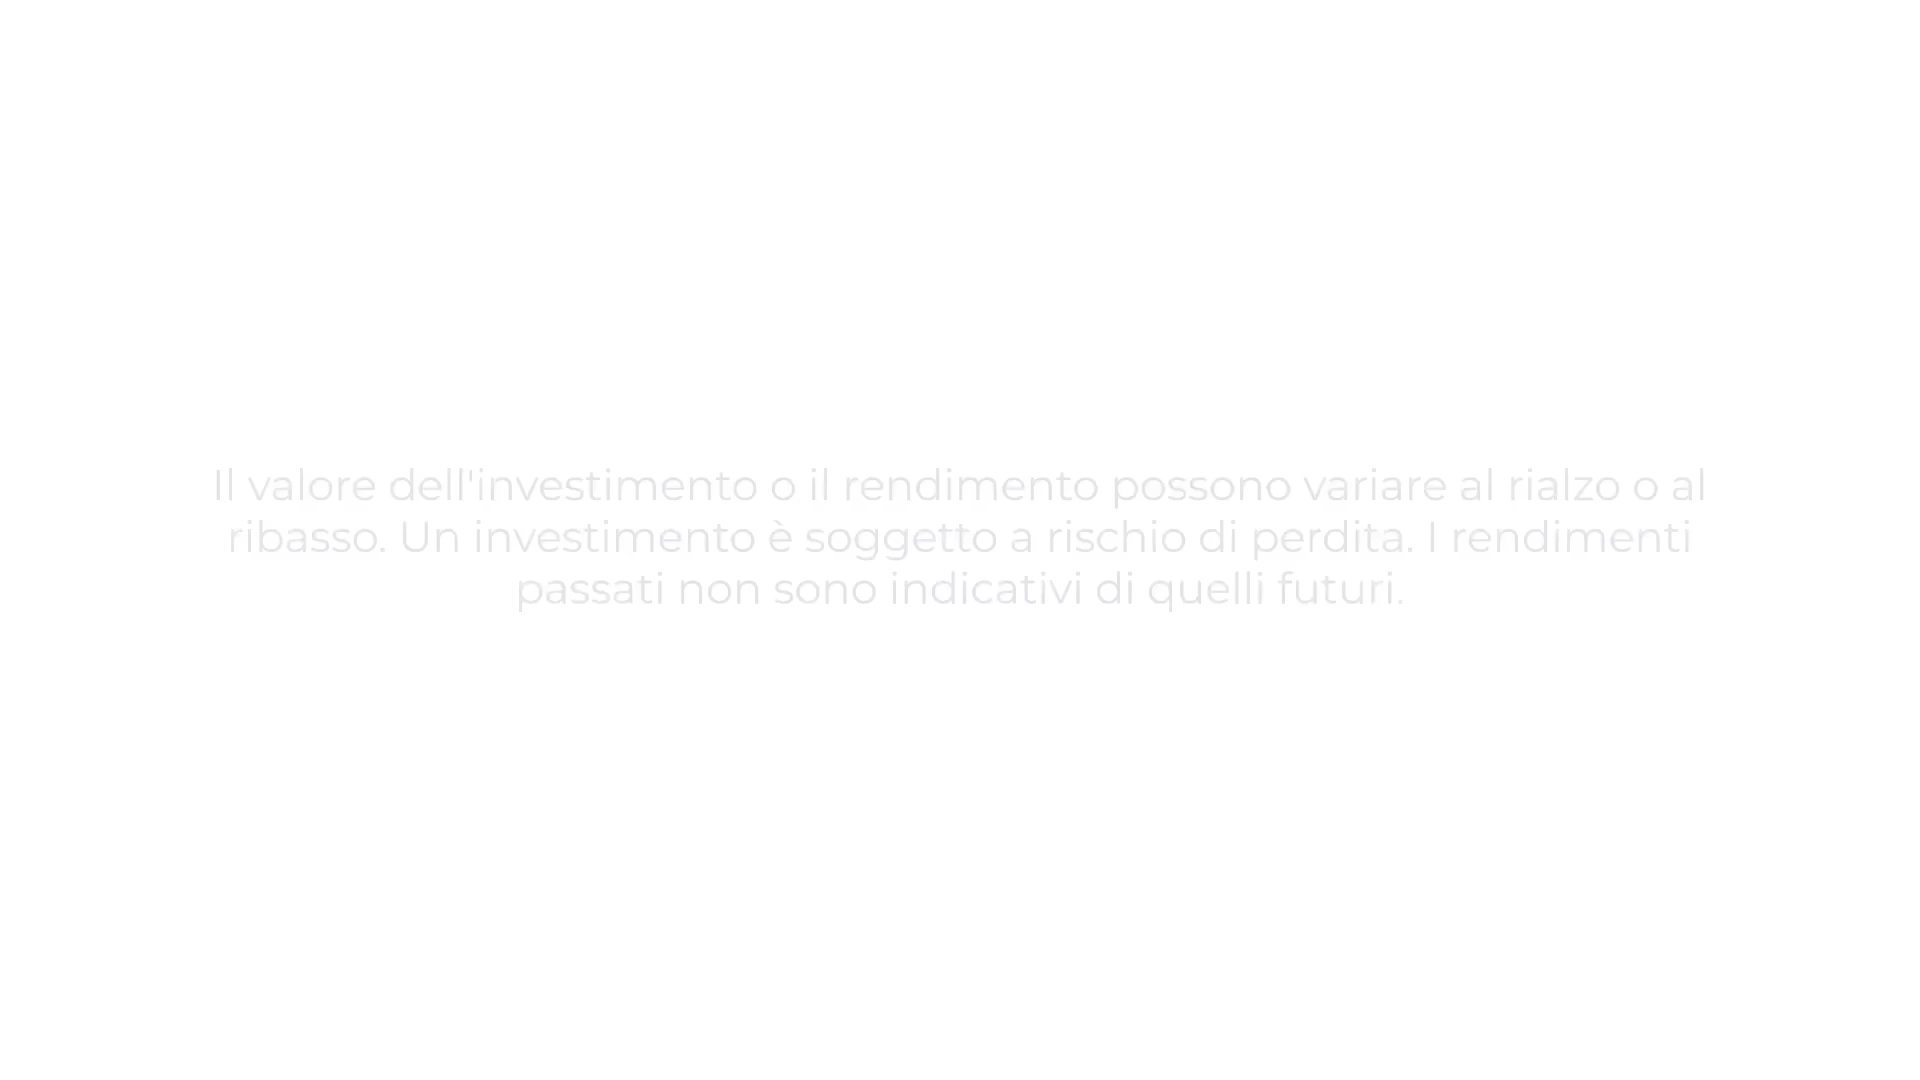 Il valore dell'investimento o il rendimento possono variare al rialzo o al
ribasso. Un investimento è soggetto a rischio di perdita. I rendimenti
passati non sono indicativi di quelli futuri.